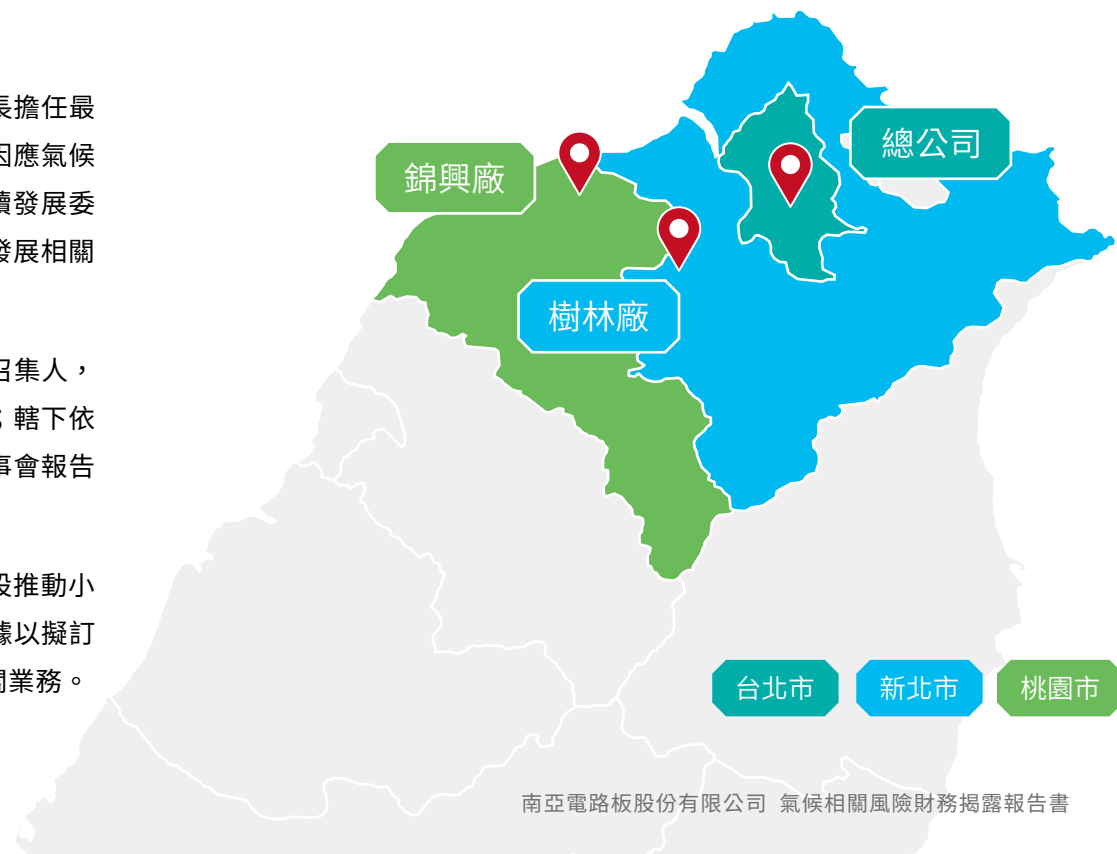 長擔任最
因應氣候
續發展委
發展相關
召集人，
；轄下依
事會報告
設推動小
據以擬訂
關業務。
總公司
錦興廠
樹林廠
台北市
新北市
桃園市
南亞電路板股份有限公司 氣候相關風險財務揭露報告書